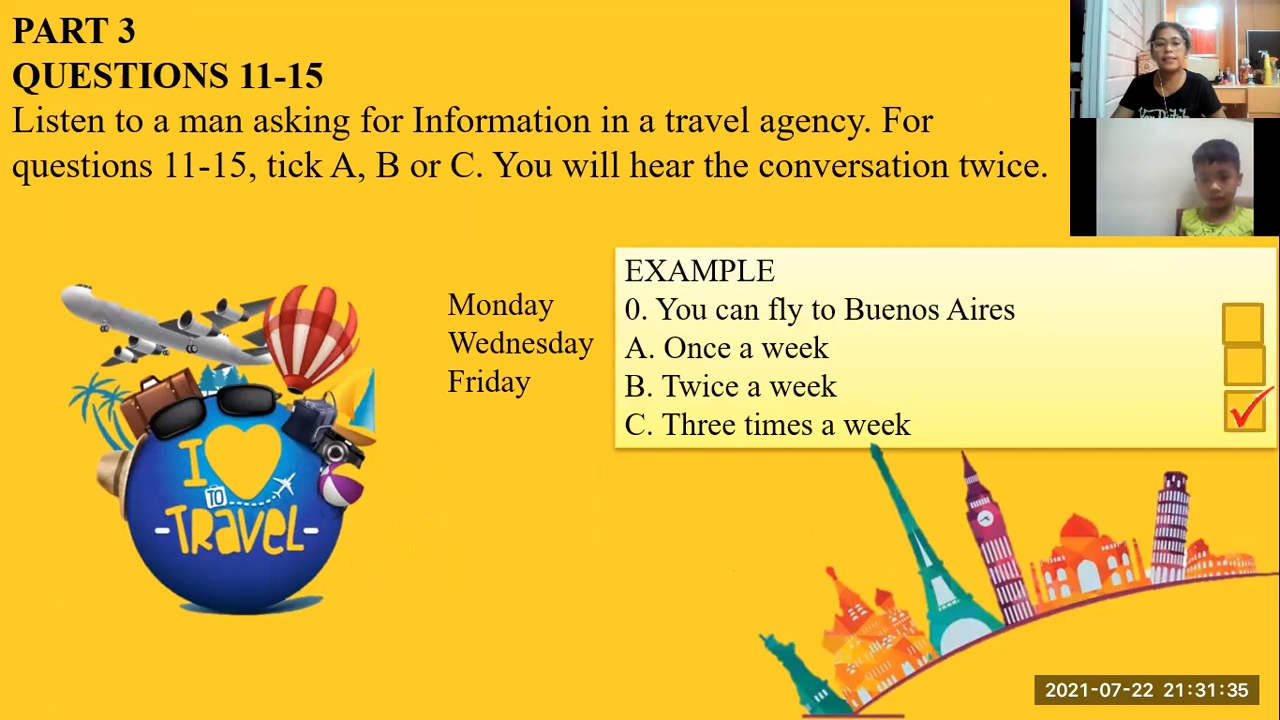 PART 3
QUESTIONS 11-15
Listen to a man asking for Information in a travel agency. For
questions 11-15, tick A, B or C. You will hear the conversation twice.
Monday
Wednesday
Friday
EXAMPLE
0. You can fly to Buenos Aires
A. Once a week
B. Twice a week
C. Three times a week
I
TO
-TRAVEL-
2021-07-22 21:31:35